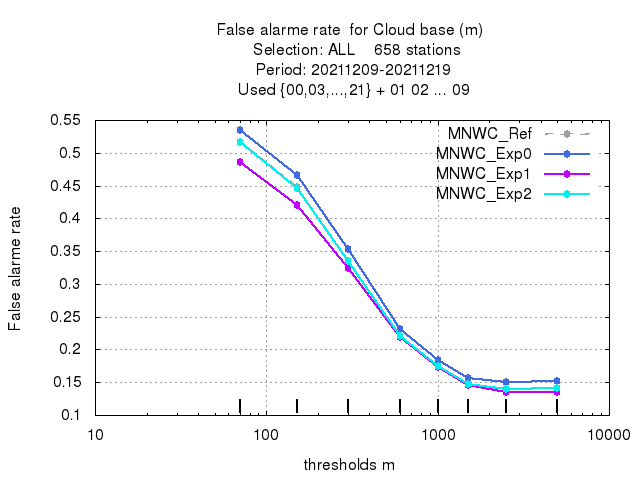 False alarme rate  for Cloud base (m)
Selection: ALL    658 stations
Period: 20211209-20211219
Used {00,03,...,21} + 01 02 ... 09
False alarme rate
0.55
0.5
0.45
0.4
0.35
0.3
0.25
0.2
0.15
0.1
MNWC_Ref
MNWC_Exp0
MNWC_Exp1
MNWC_Exp2
10 100 1000 10000
thresholds m